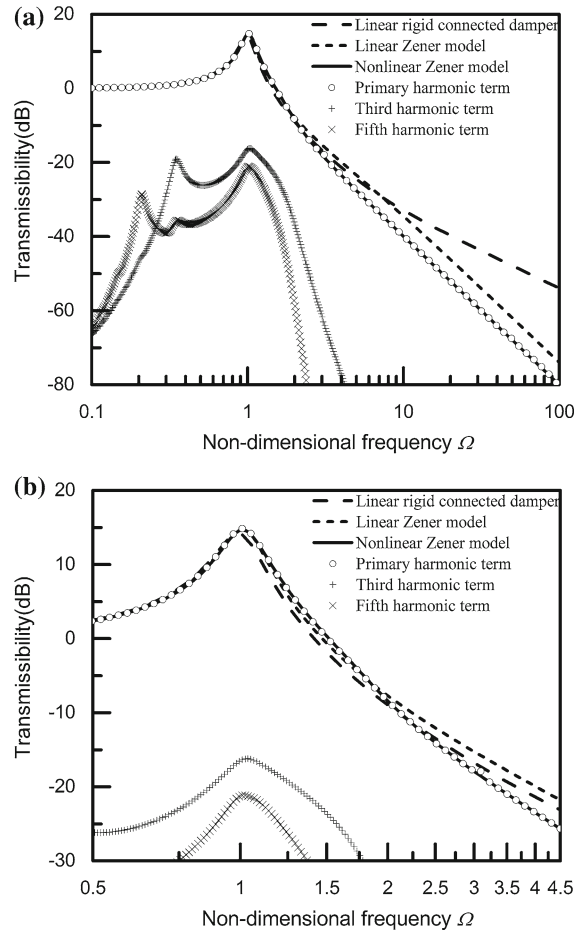 (a)
Transmissibility(dB)
20
0
-20
-40
-60
-80
Linear rigid connected damper
Linear Zener model
Nonlinear Zener model
Primary harmonic term
Third harmonic term
Fifth harmonic term
0.1 1 10 100
Non-dimensional frequency Ω
(b)
Transmissibility(dB)
20
10
0
-10
-20
-30
Linear rigid connected damper
Linear Zener model
Nonlinear Zener model
Primary harmonic term
Third harmonic term
Fifth harmonic term
0.5 1 1.5 2 2.5 3 3.5 4 4.5
Non-dimensional frequency Ω